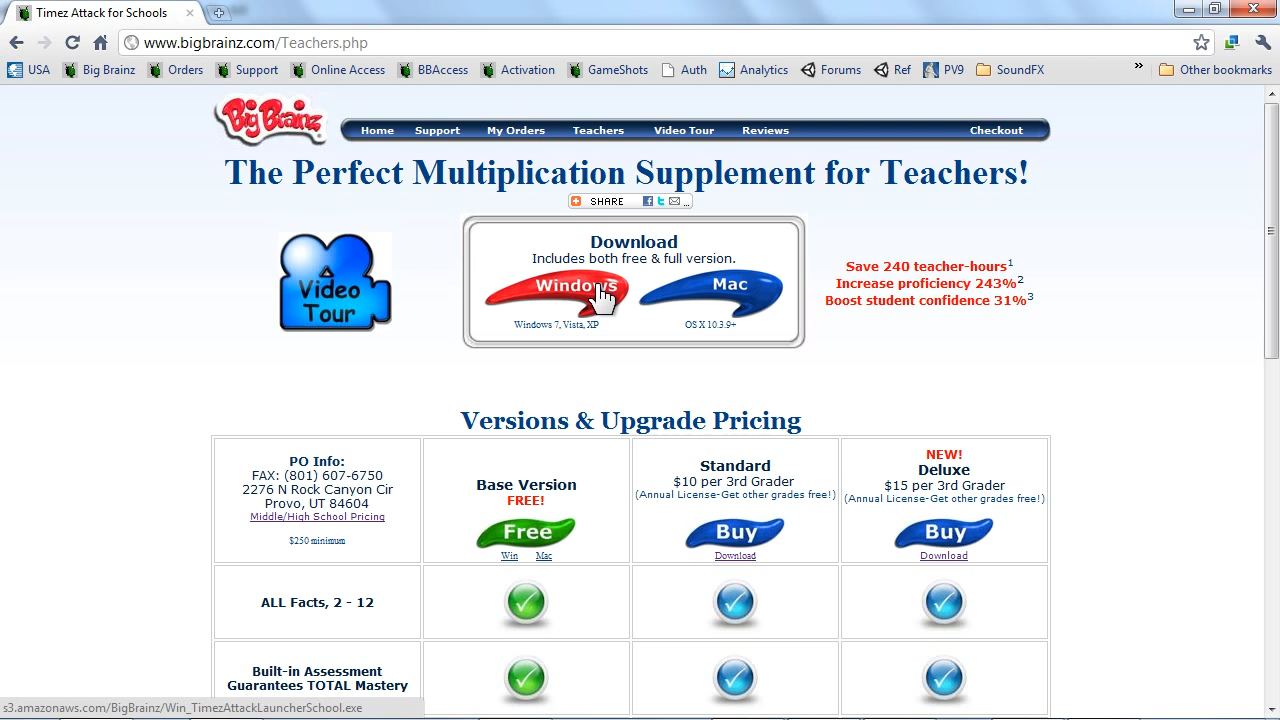 Timez Attack for Schools
www.bigbrainz.com/Teachers.php
USA Big Brainz Orders Support Online Access BBAccess Activation GameShots Auth Analytics Forums Ref PV9 SoundFX » Other bookmarks
Big Brainz
Home Support My Orders Teachers Video Tour Reviews Checkout
The Perfect Multiplication Supplement for Teachers!
SHARE ...
Video
Tour
Download
Includes both free & full version.
Windows Mac
Windows 7, Vista, XP OS X 10.3.9+
Save 240 teacher-hours1
Increase proficiency 243%2
Boost student confidence 31%3
Versions & Upgrade Pricing
PO Info:
FAX: (801) 607-6750
2276 N Rock Canyon Cir
Provo, UT 84604
Middle/High School Pricing
$250 minimum
Base Version
FREE!
Free
Win Mac
Standard
$10 per 3rd Grader
(Annual License-Get other grades free!)
Buy
Download
NEW!
Deluxe
$15 per 3rd Grader
(Annual License-Get other grades free!)
Buy
Download
ALL Facts, 2 - 12
Built-in Assessment
Guarantees TOTAL Mastery
s3.amazonaws.com/BigBrainz/Win_TimezAttackLauncherSchool.exe